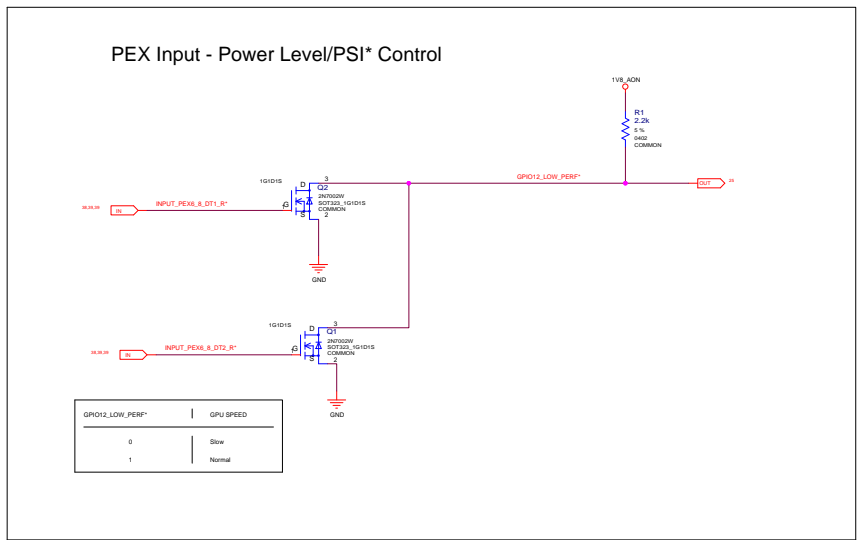 PEX Input - Power Level/PSI* Control
1V8_AON
R1
2.2k
5 %
0402
COMMON
GPIO12_LOW_PERF*
OUT
1G1D1S
D
3
Q2
2N7002W
SOT323_1G1D1S
COMMON
G
S
2
IN
INPUT_PEX6_8_DT1_R*
GND
1G1D1S
D
3
Q1
2N7002W
SOT323_1G1D1S
COMMON
G
S
2
IN
INPUT_PEX6_8_DT2_R*
GND
GPIO12_LOW_PERF* GPU SPEED
0 Slow
1 Normal